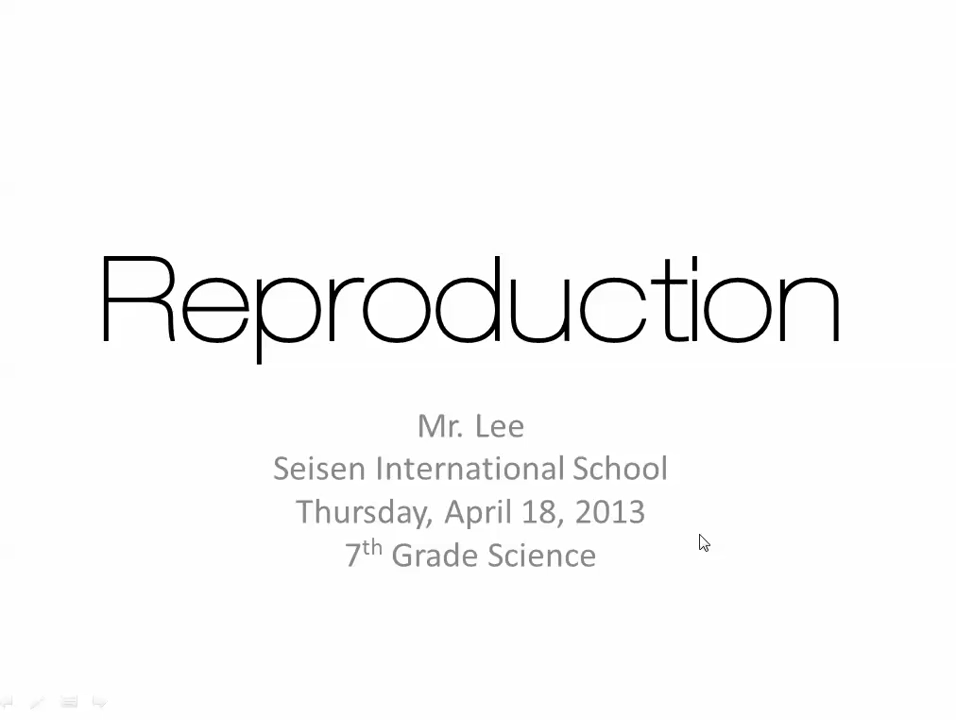 Reproduction
Mr. Lee
Seisen International School
Thursday, April 18, 2013
7th Grade Science